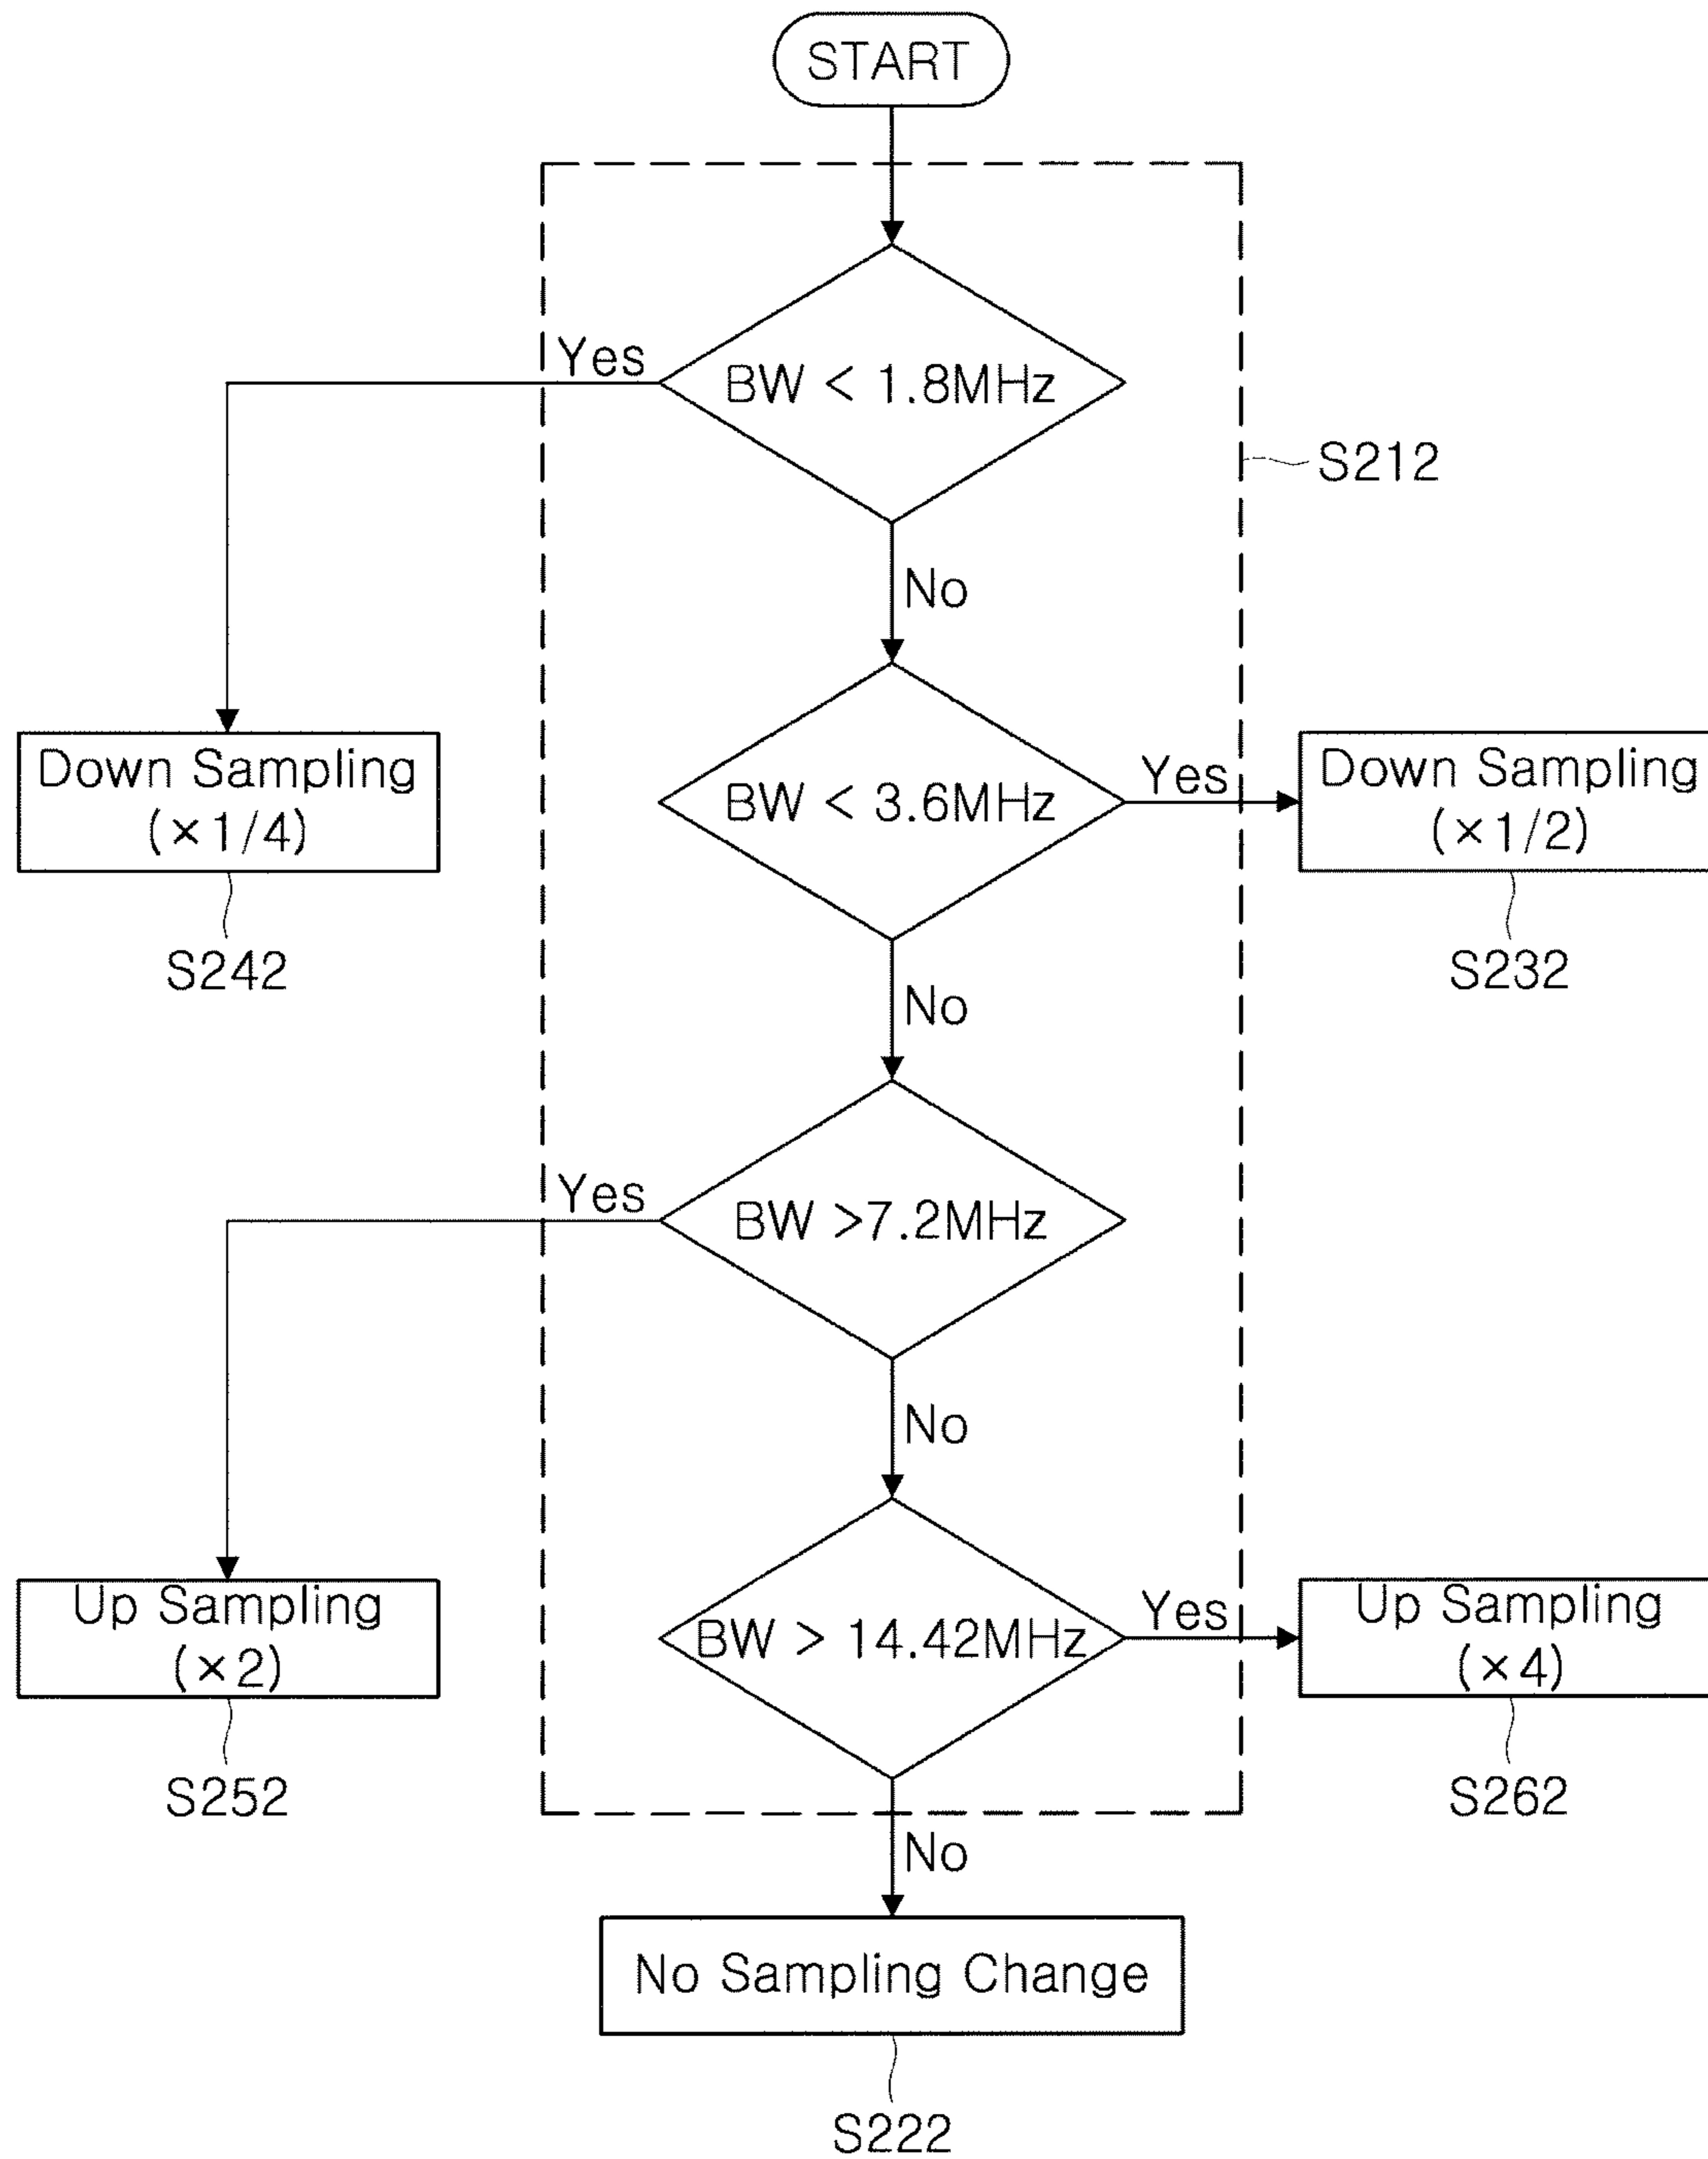 START
Yes
BW < 1.8MHz
S212
No
Down Sampling
(×1/4)
S242
BW < 3.6MHz
Yes
Down Sampling
(×1/2)
S232
No
Yes
BW >7.2MHz
No
Up Sampling
(×2)
S252
BW > 14.42MHz
Yes
Up Sampling
(×4)
S262
No
No Sampling Change
S222